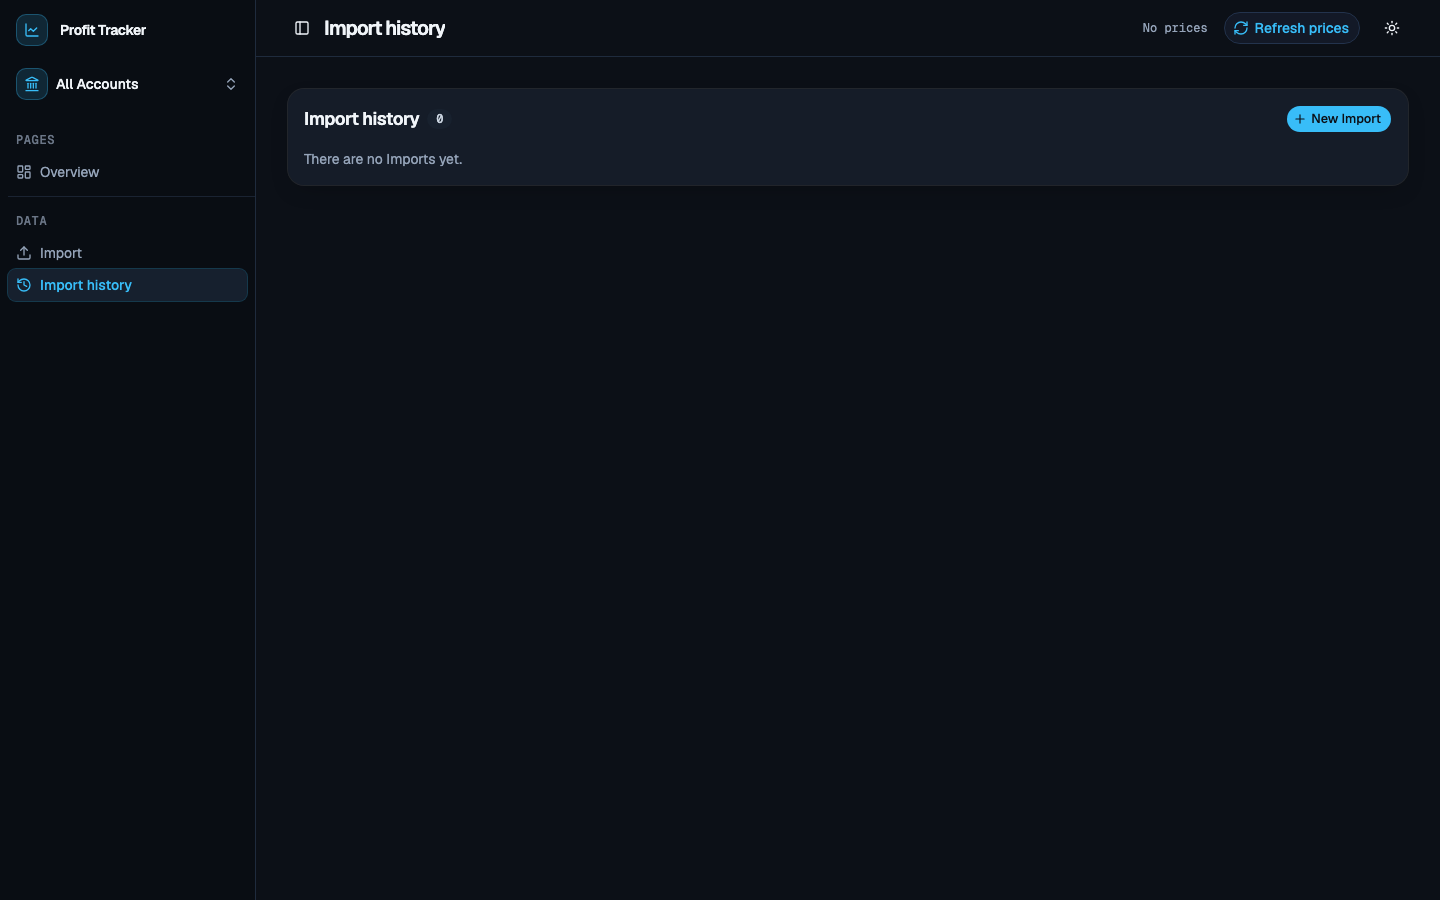 Profit Tracker
All Accounts
PAGES
Overview
DATA
Import
Import history
Import history
No prices
Refresh prices
Import history 0
New Import
There are no Imports yet.